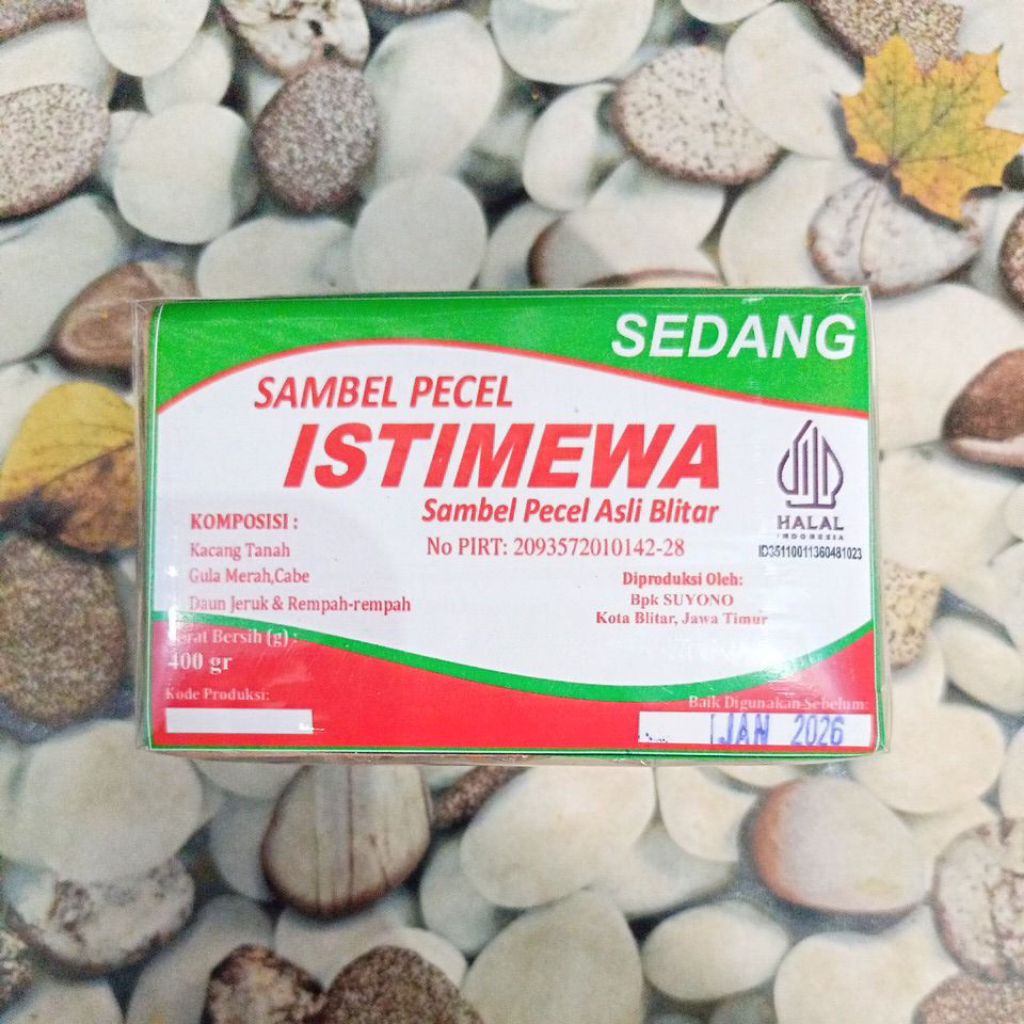 SEDANG
SAMBEL PECEL
ISTIMEWA
Sambel Pecel Asli Blitar
No PIRT: 2093572010142-28
KOMPOSISI :
Kacang Tanah
Gula Merah,Cabe
Daun Jeruk & Rempah-rempah
HALAL
INDONESIA
ID35110011360481023
Diproduksi Oleh:
Bpk SUYONO
Kota Blitar, Jawa Timur
Berat Bersih (g) :
400 gr
Kode Produksi:
Baik Digunakan Sebelum:
JAN 2026